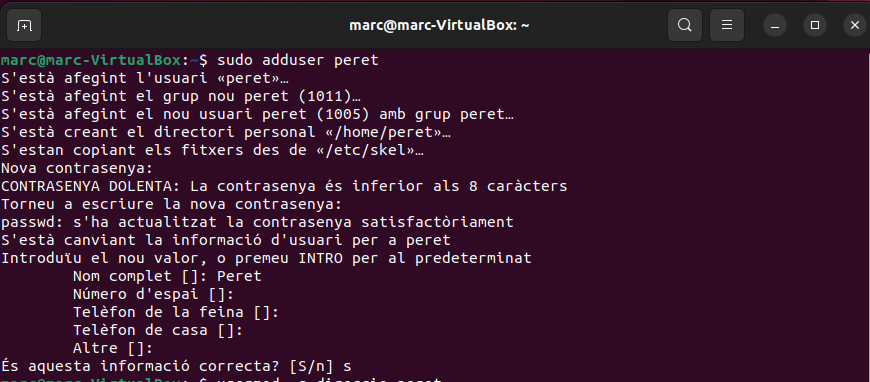 marc@marc-VirtualBox: ~
marc@marc-VirtualBox:~$ sudo adduser peret
S'està afegint l'usuari «peret»…
S'està afegint el grup nou peret (1011)…
S'està afegint el nou usuari peret (1005) amb grup peret…
S'està creant el directori personal «/home/peret»…
S'estan copiant els fitxers des de «/etc/skel»…
Nova contrasenya:
CONTRASENYA DOLENTA: La contrasenya és inferior als 8 caràcters
Torneu a escriure la nova contrasenya:
passwd: s'ha actualitzat la contrasenya satisfactòriament
S'està canviant la informació d'usuari per a peret
Introduïu el nou valor, o premeu INTRO per al predeterminat
Nom complet []: Peret
Número d'espai []:
Telèfon de la feina []:
Telèfon de casa []:
Altre []:
És aquesta informació correcta? [S/n] s